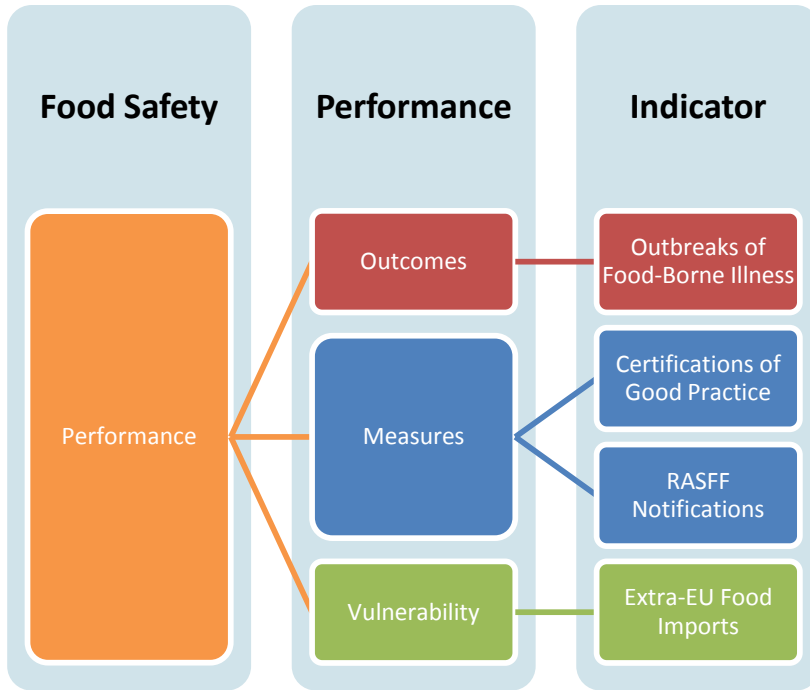 Food Safety
Performance
Indicator
Performance
Outcomes
Measures
Vulnerability
Outbreaks of
Food-Borne Illness
Certifications of
Good Practice
RASFF
Notifications
Extra-EU Food
Imports